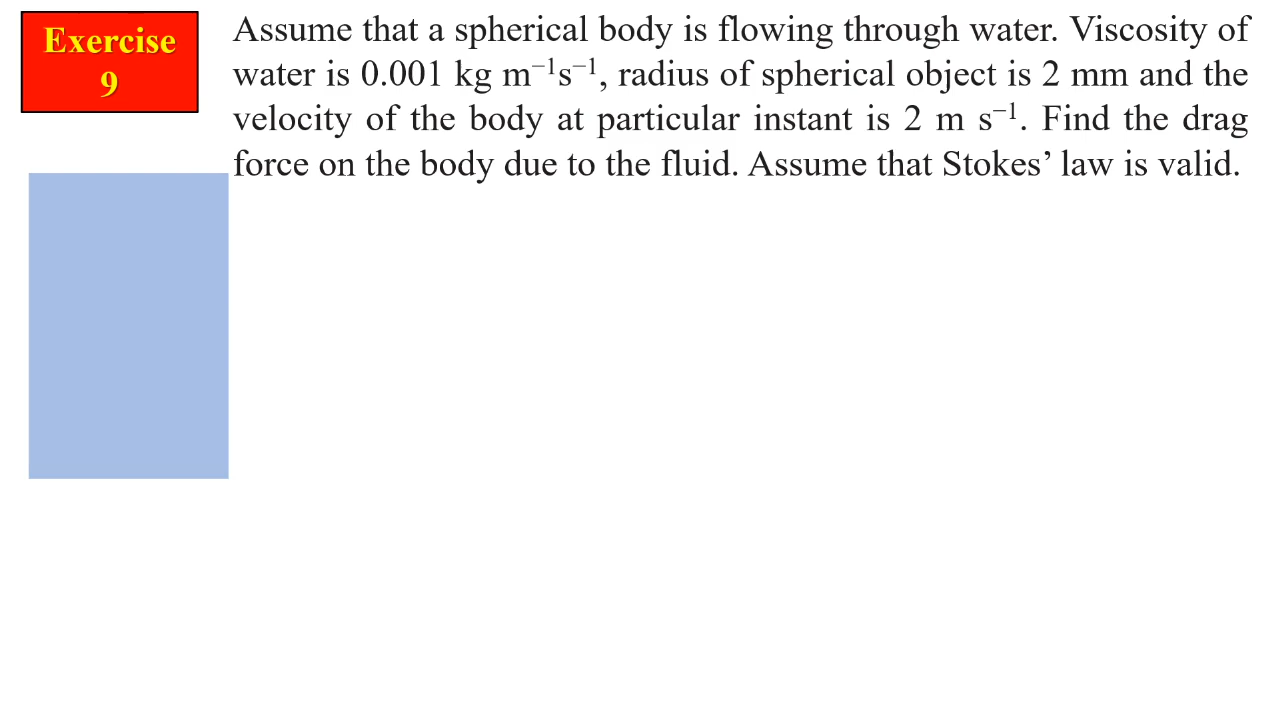 Exercise
9
Assume that a spherical body is flowing through water. Viscosity of
water is 0.001 kg m⁻¹s⁻¹, radius of spherical object is 2 mm and the
velocity of the body at particular instant is 2 m s⁻¹. Find the drag
force on the body due to the fluid. Assume that Stokes’ law is valid.